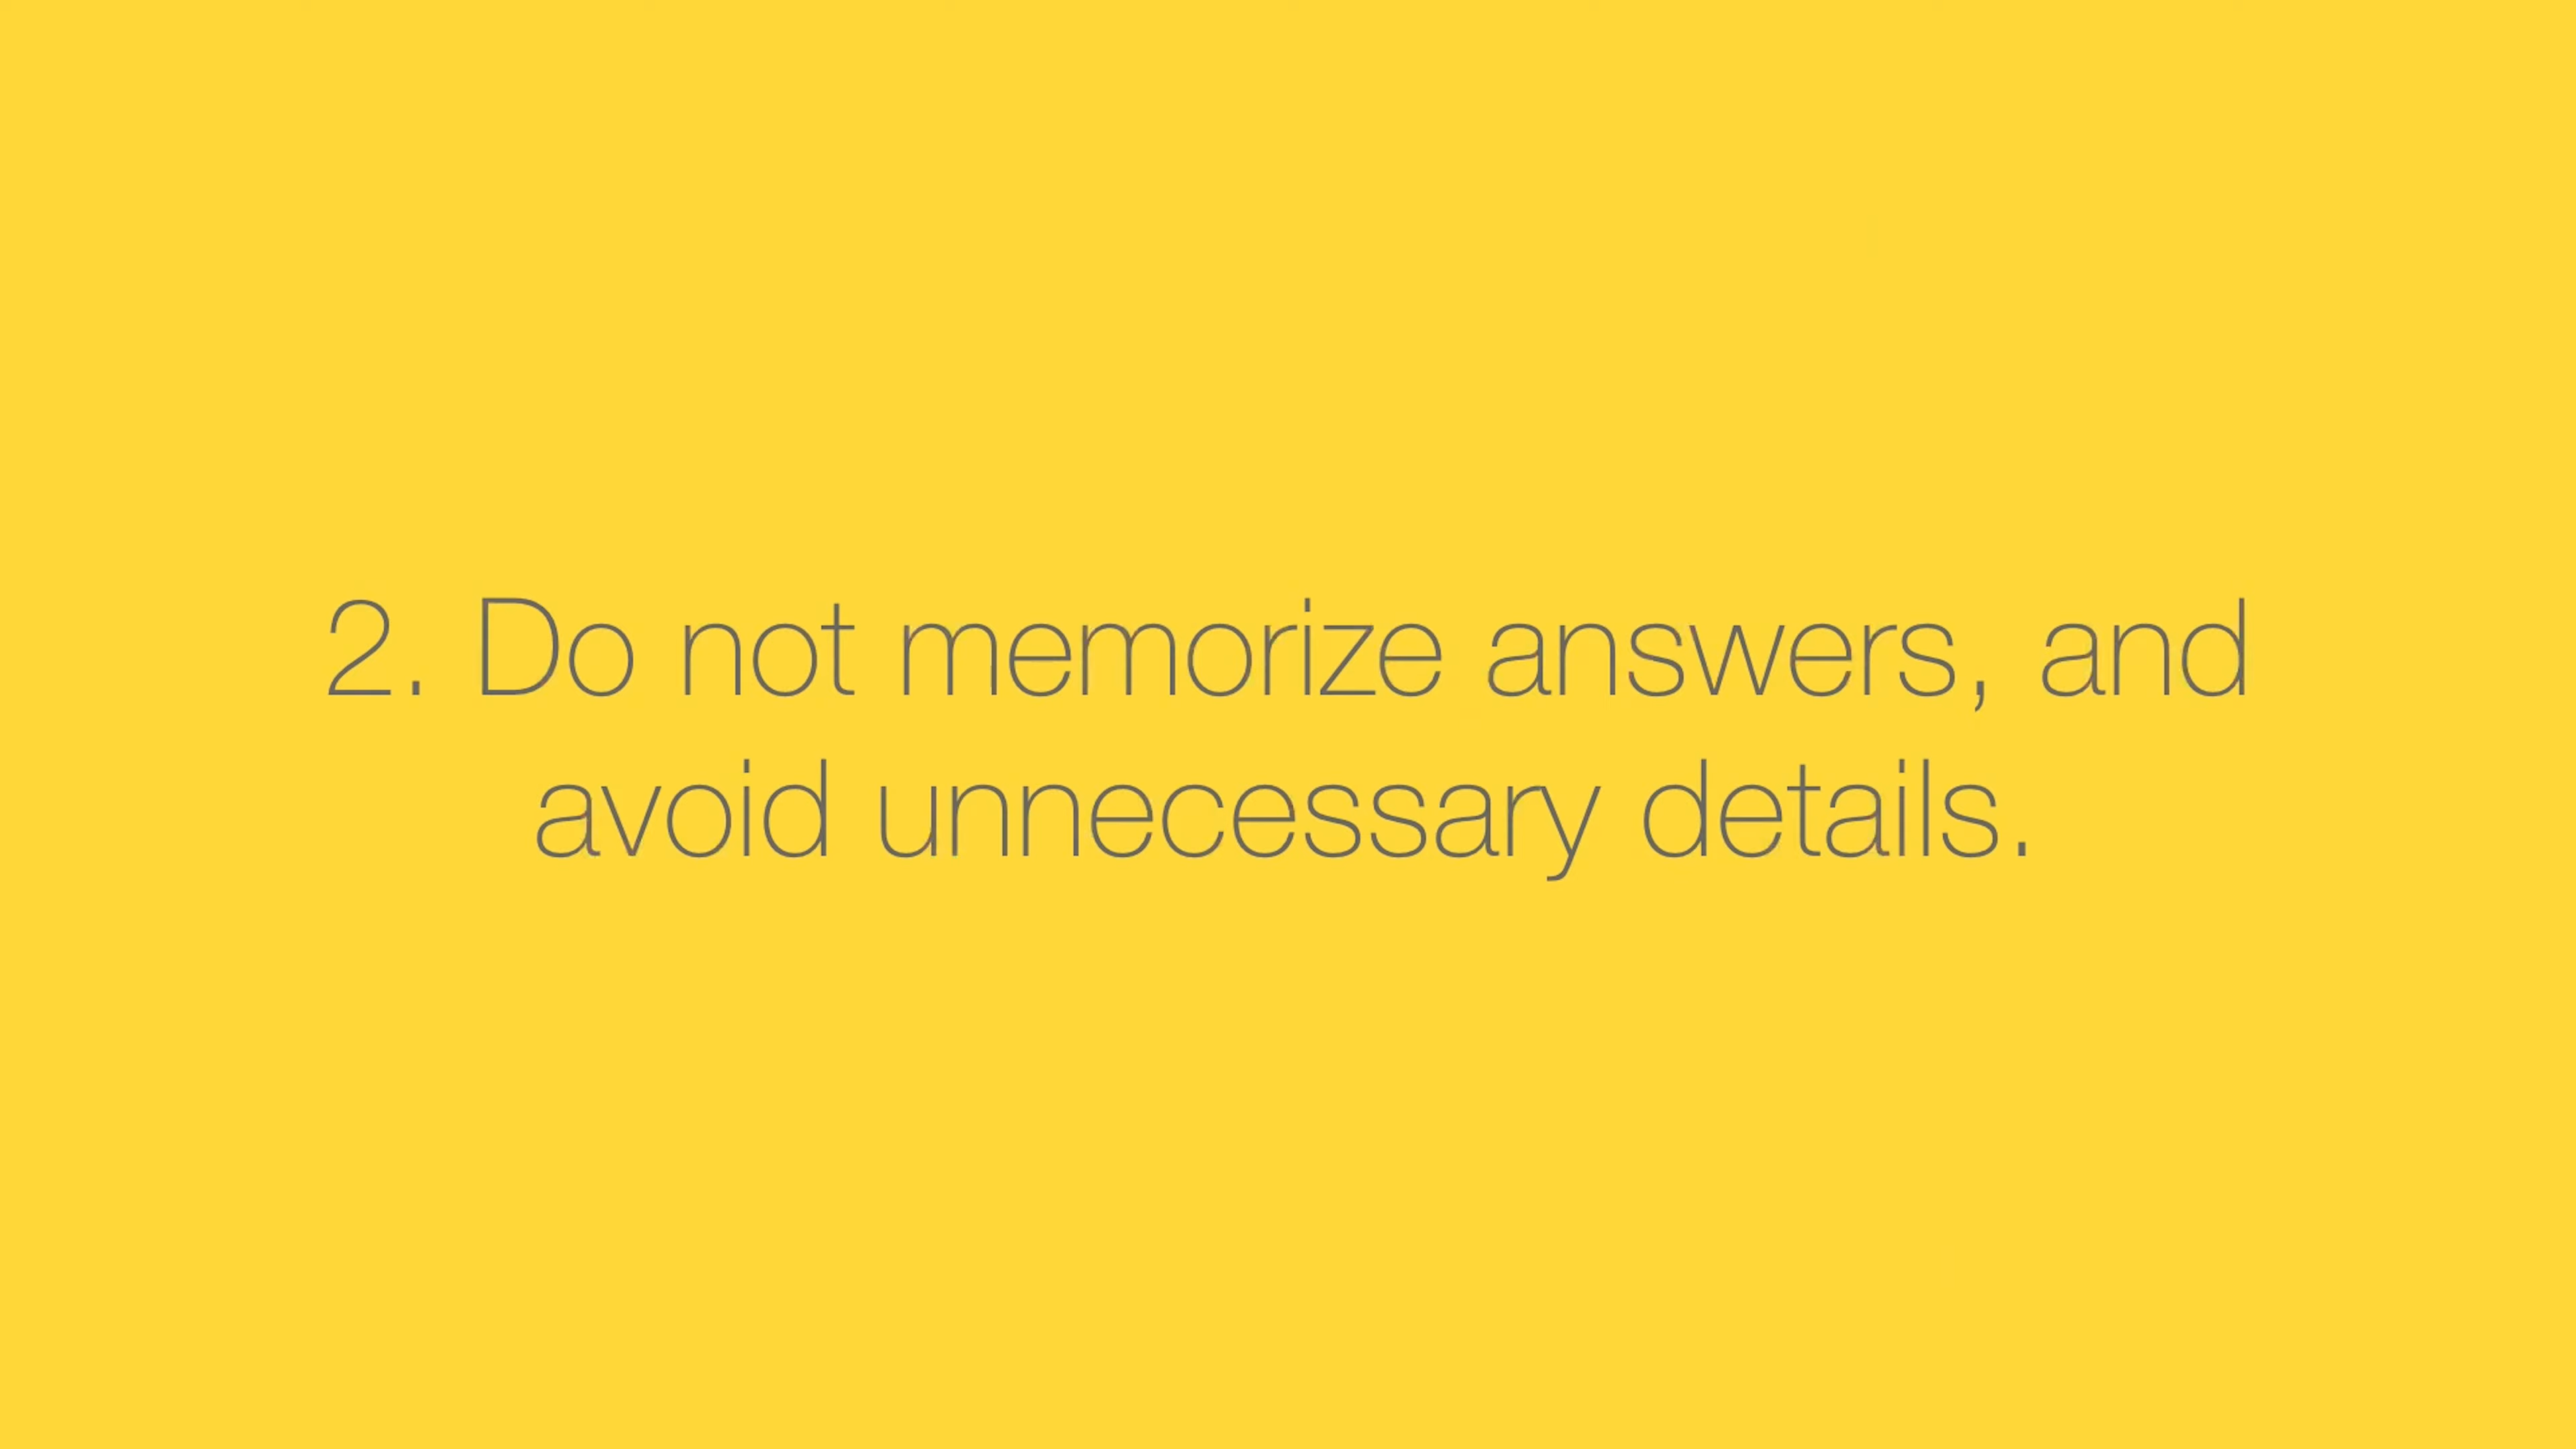 2. Do not memorize answers, and
avoid unnecessary details.